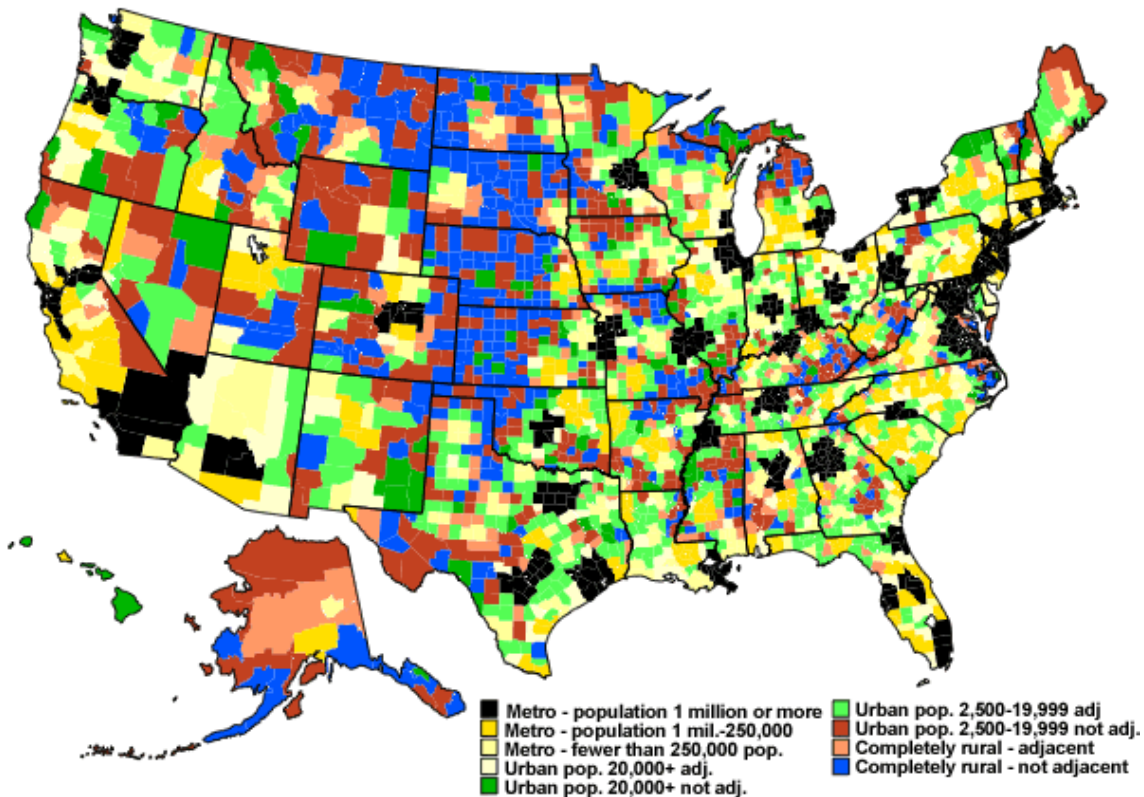 Metro - population 1 million or more
Metro - population 1 mil.-250,000
Metro - fewer than 250,000 pop.
Urban pop. 20,000+ adj.
Urban pop. 20,000+ not adj.
Urban pop. 2,500-19,999 adj
Urban pop. 2,500-19,999 not adj.
Completely rural - adjacent
Completely rural - not adjacent